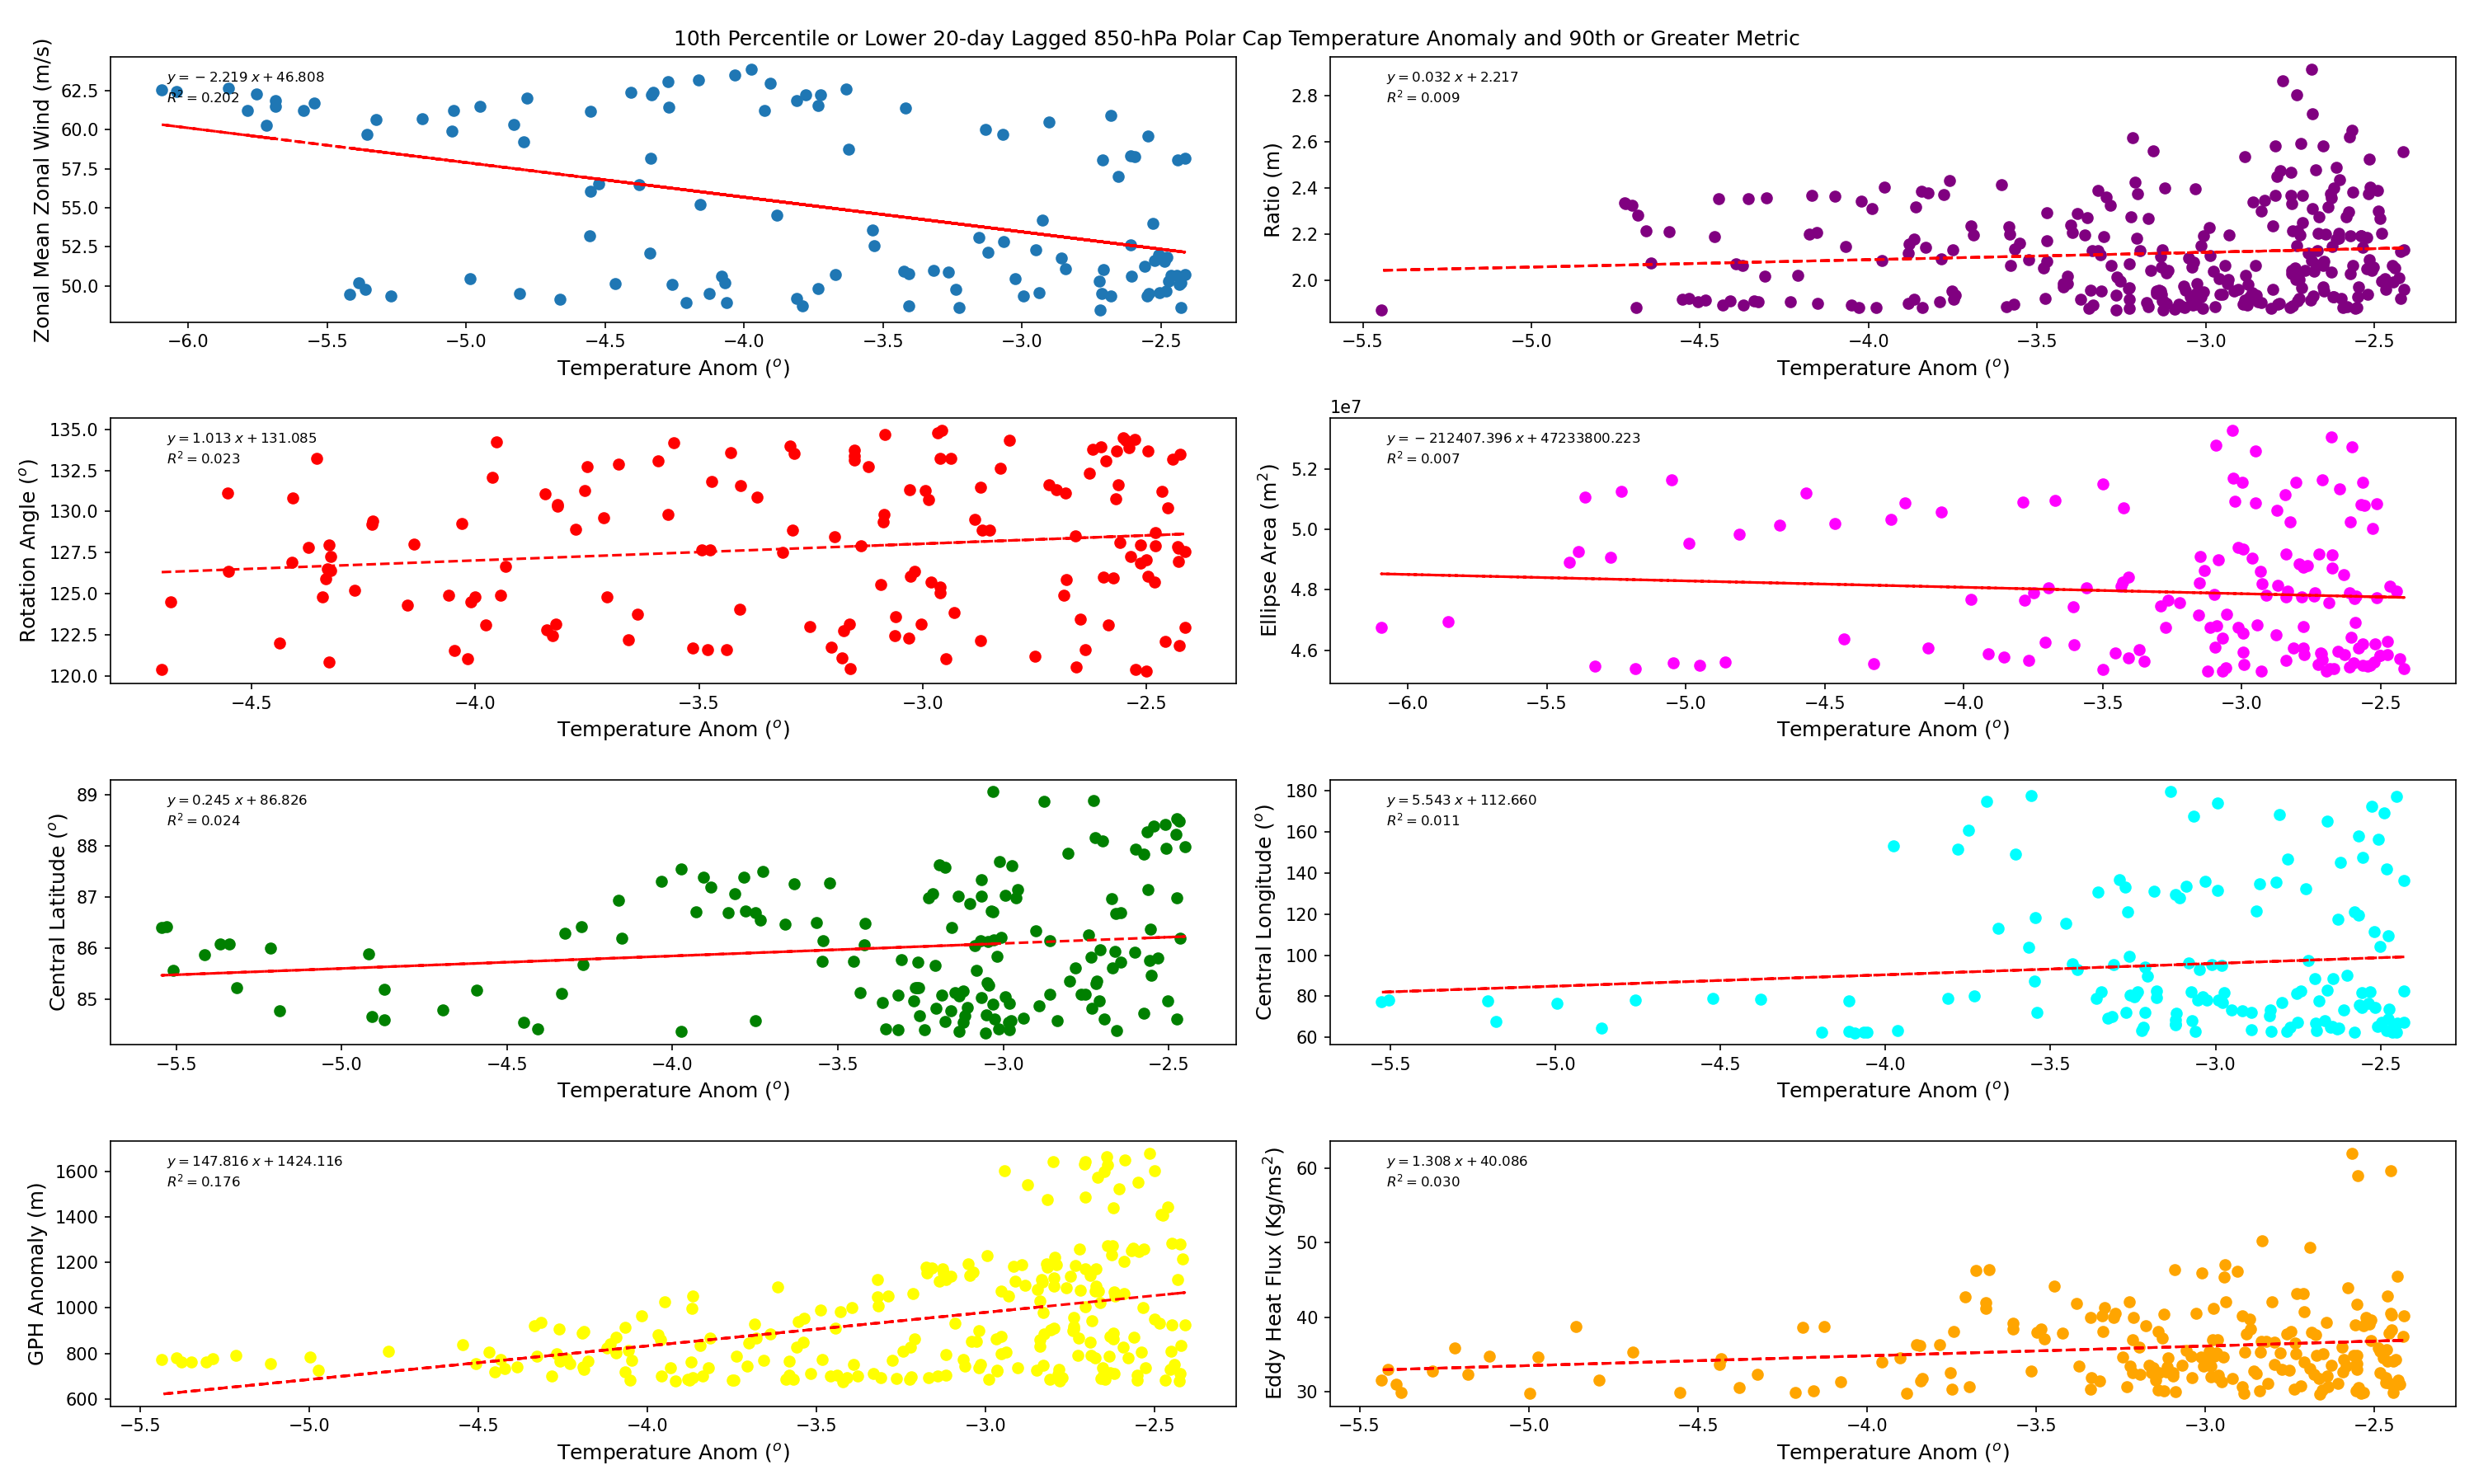 10th Percentile or Lower 20-day Lagged 850-hPa Polar Cap Temperature Anomaly and 90th or Greater Metric
Zonal Mean Zonal Wind (m/s)
62.5
60.0
57.5
55.0
52.5
50.0
y = − 2.219 x + 46.808
R² = 0.202
−6.0 −5.5 −5.0 −4.5 −4.0 −3.5 −3.0 −2.5
Temperature Anom (°)
Ratio (m)
2.8
2.6
2.4
2.2
2.0
y = 0.032 x + 2.217
R² = 0.009
−5.5 −5.0 −4.5 −4.0 −3.5 −3.0 −2.5
Temperature Anom (°)
Rotation Angle (°)
135.0
132.5
130.0
127.5
125.0
122.5
120.0
y = 1.013 x + 131.085
R² = 0.023
−4.5 −4.0 −3.5 −3.0 −2.5
Temperature Anom (°)
1e7
Ellipse Area (m²)
5.2
5.0
4.8
4.6
y = − 212407.396 x + 47233800.223
R² = 0.007
−6.0 −5.5 −5.0 −4.5 −4.0 −3.5 −3.0 −2.5
Temperature Anom (°)
Central Latitude (°)
89
88
87
86
85
y = 0.245 x + 86.826
R² = 0.024
−5.5 −5.0 −4.5 −4.0 −3.5 −3.0 −2.5
Temperature Anom (°)
Central Longitude (°)
180
160
140
120
100
80
60
y = 5.543 x + 112.660
R² = 0.011
−5.5 −5.0 −4.5 −4.0 −3.5 −3.0 −2.5
Temperature Anom (°)
GPH Anomaly (m)
1600
1400
1200
1000
800
600
y = 147.816 x + 1424.116
R² = 0.176
−5.5 −5.0 −4.5 −4.0 −3.5 −3.0 −2.5
Temperature Anom (°)
Eddy Heat Flux (Kg/ms²)
60
50
40
30
y = 1.308 x + 40.086
R² = 0.030
−5.5 −5.0 −4.5 −4.0 −3.5 −3.0 −2.5
Temperature Anom (°)